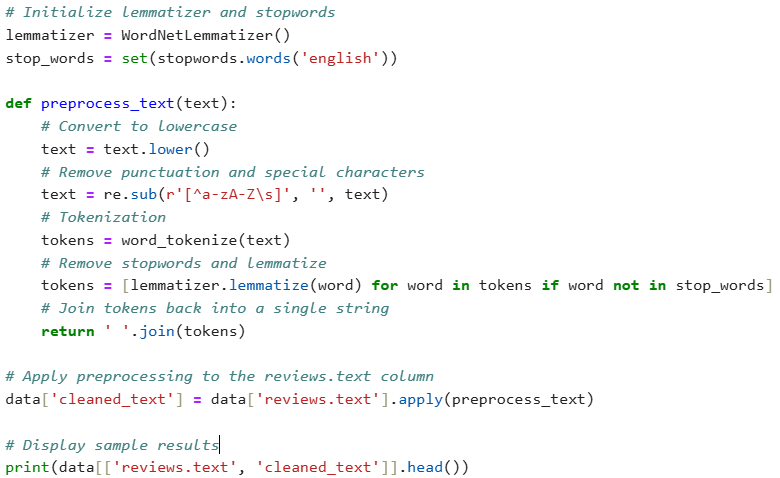 # Initialize lemmatizer and stopwords
lemmatizer = WordNetLemmatizer()
stop_words = set(stopwords.words('english'))

def preprocess_text(text):
    # Convert to lowercase
    text = text.lower()
    # Remove punctuation and special characters
    text = re.sub(r'[^a-zA-Z\s]', '', text)
    # Tokenization
    tokens = word_tokenize(text)
    # Remove stopwords and lemmatize
    tokens = [lemmatizer.lemmatize(word) for word in tokens if word not in stop_words]
    # Join tokens back into a single string
    return ' '.join(tokens)

# Apply preprocessing to the reviews.text column
data['cleaned_text'] = data['reviews.text'].apply(preprocess_text)

# Display sample results
print(data[['reviews.text', 'cleaned_text']].head())